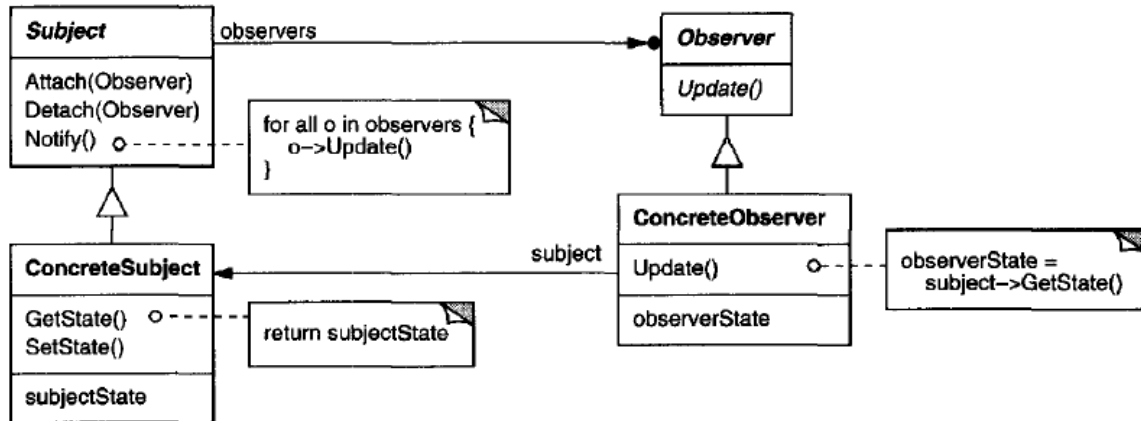 Subject
observers
Observer
Attach(Observer)
Detach(Observer)
Notify()
Update()
for all o in observers {
o->Update()
}
ConcreteSubject
subject
ConcreteObserver
Update()
observerState =
subject->GetState()
GetState()
SetState()
return subjectState
observerState
subjectState